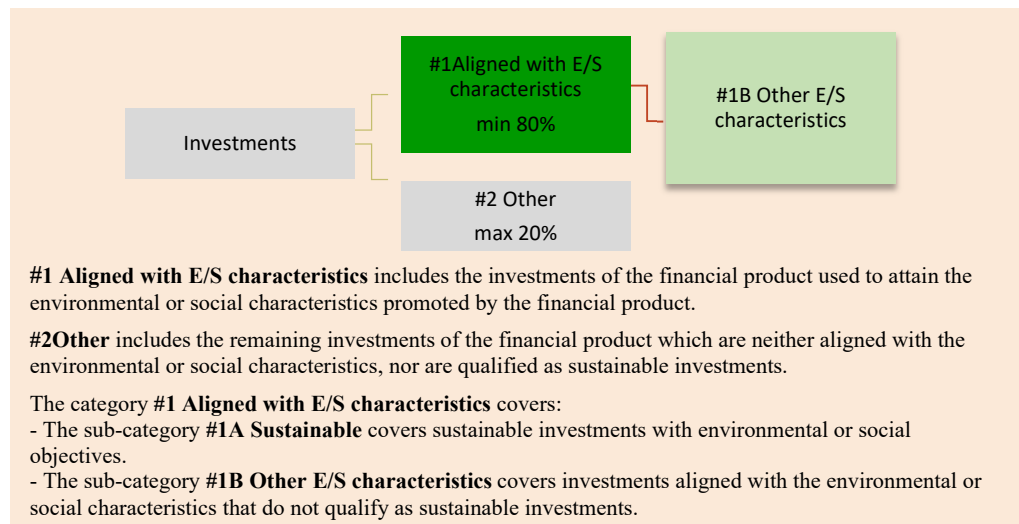 #1Aligned with E/S
characteristics
min 80%
#1B Other E/S
characteristics
Investments
#2 Other
max 20%
#1 Aligned with E/S characteristics includes the investments of the financial product used to attain the
environmental or social characteristics promoted by the financial product.
#2Other includes the remaining investments of the financial product which are neither aligned with the
environmental or social characteristics, nor are qualified as sustainable investments.
The category #1 Aligned with E/S characteristics covers:
- The sub-category #1A Sustainable covers sustainable investments with environmental or social
objectives.
- The sub-category #1B Other E/S characteristics covers investments aligned with the environmental or
social characteristics that do not qualify as sustainable investments.